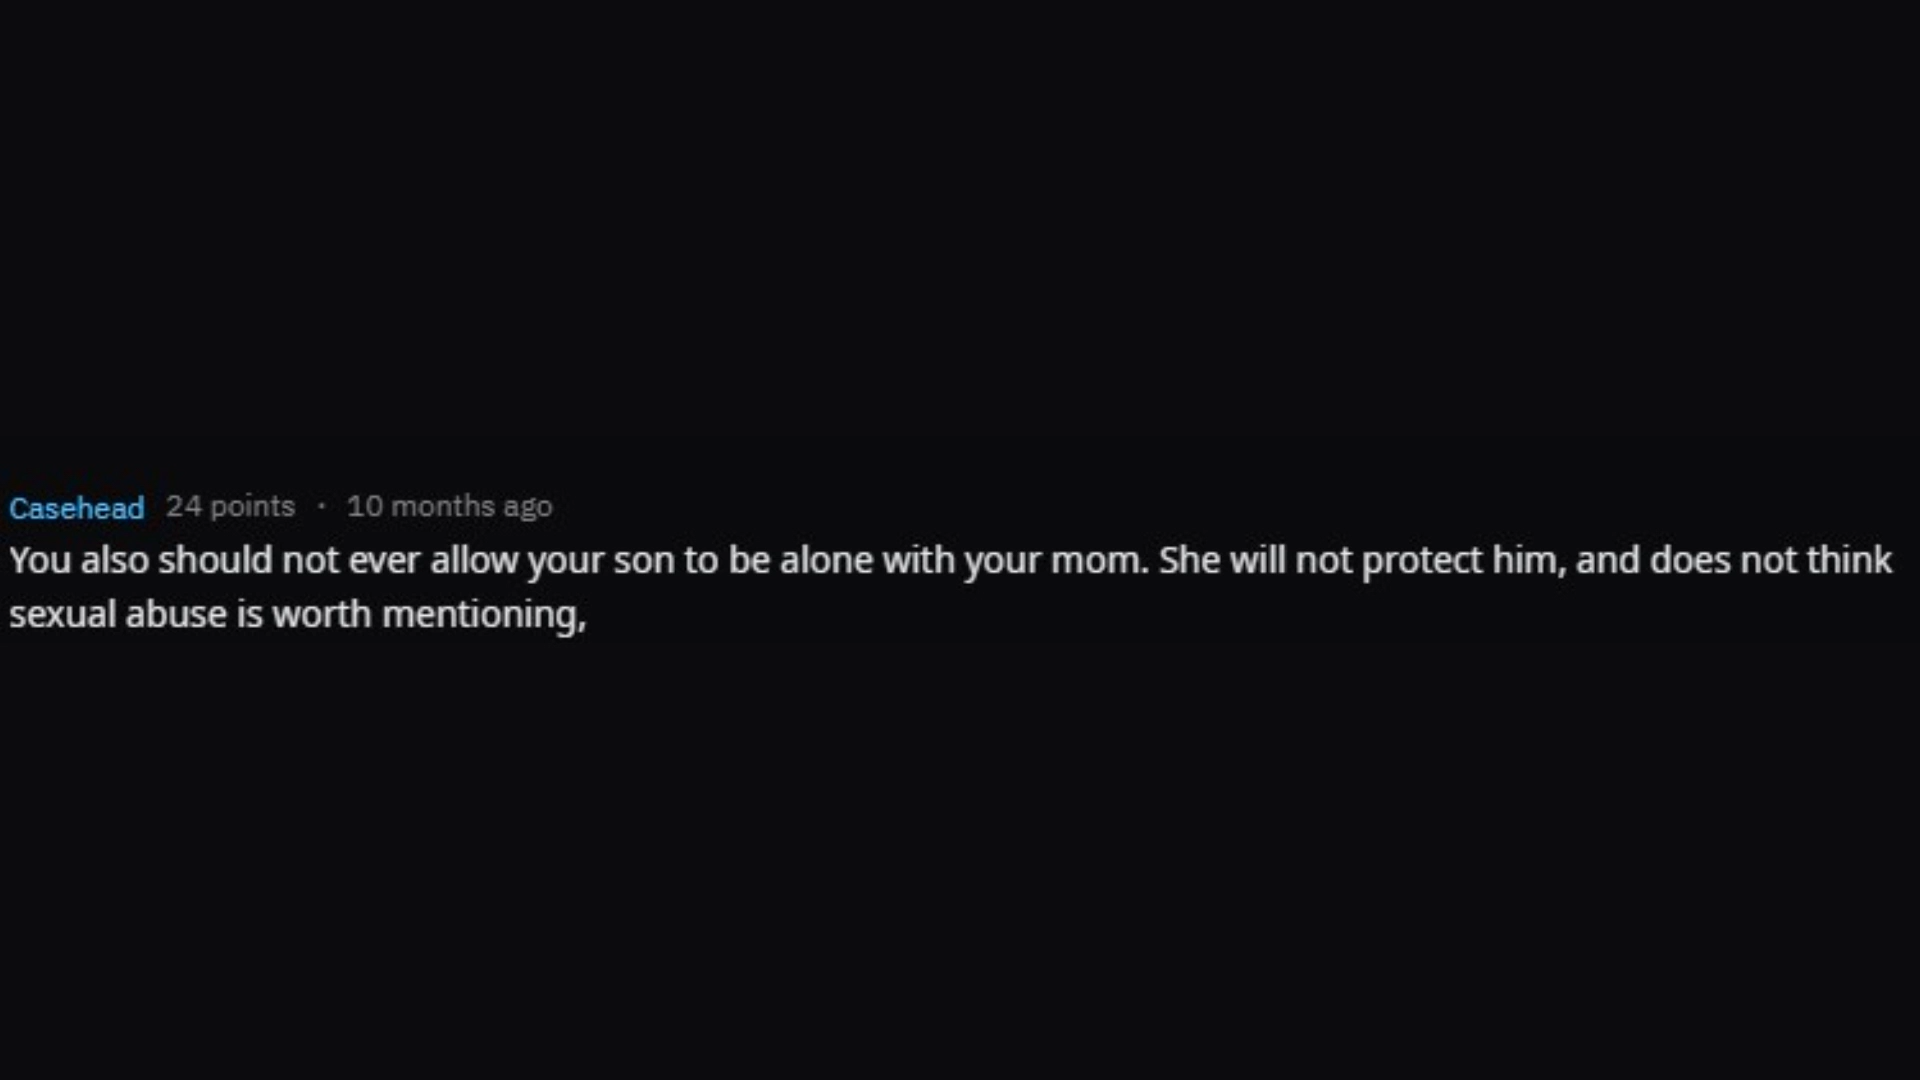 Casehead 24 points · 10 months ago
You also should not ever allow your son to be alone with your mom. She will not protect him, and does not think
sexual abuse is worth mentioning,